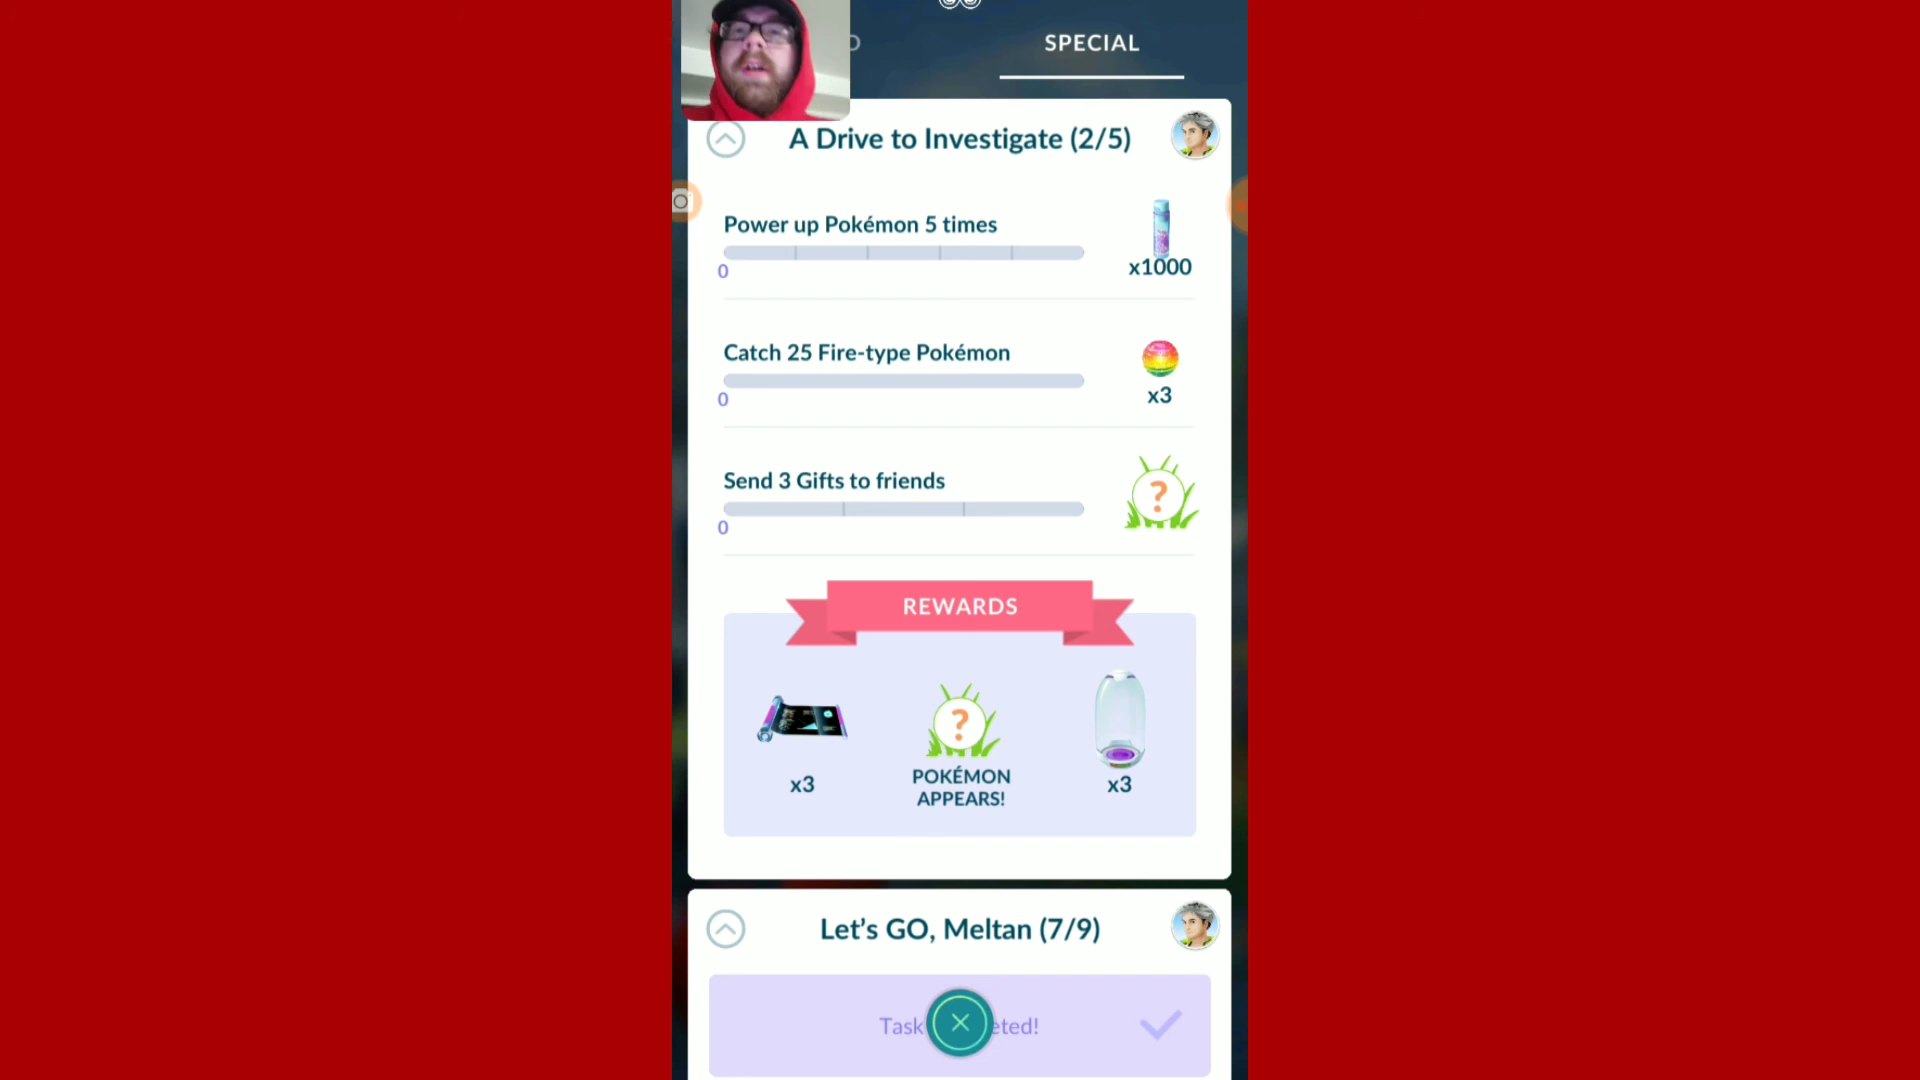 SPECIAL
A Drive to Investigate (2/5)
Power up Pokémon 5 times
0
x1000
Catch 25 Fire-type Pokémon
0
x3
Send 3 Gifts to friends
0
?
REWARDS
?
x3
POKÉMON
APPEARS!
x3
Let's GO, Meltan (7/9)
Task eted!